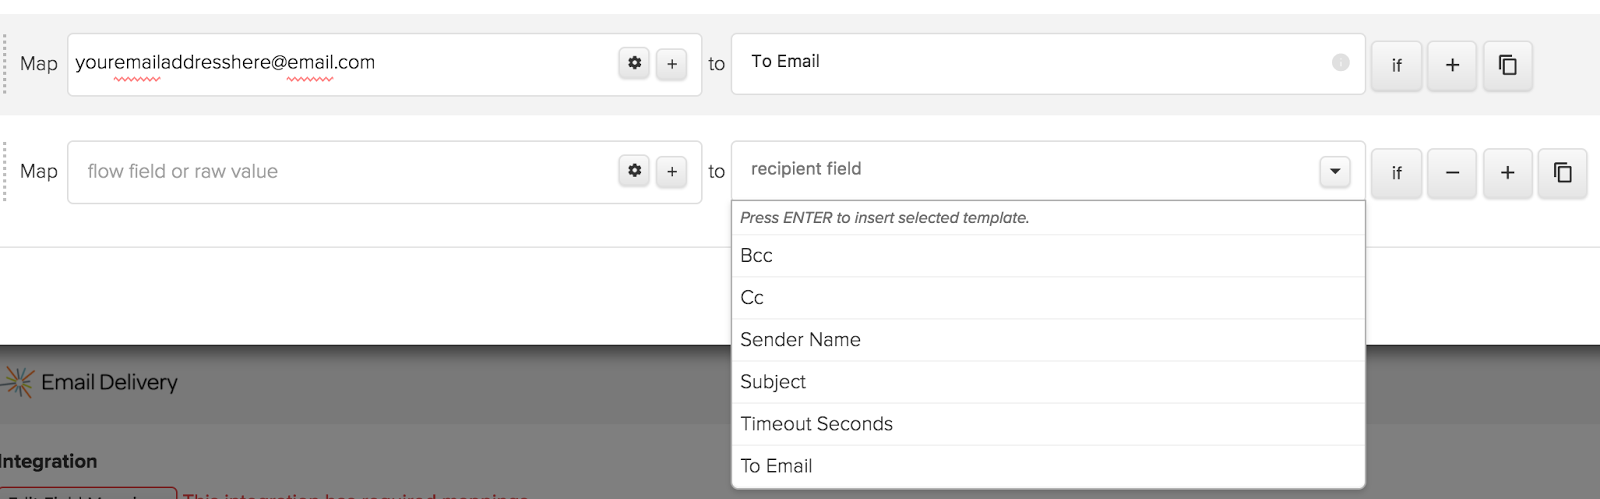 Map youremailaddresshere@email.com + to To Email if +
Map flow field or raw value + to recipient field if − +
Press ENTER to insert selected template.
Bcc
Cc
Sender Name
Subject
Timeout Seconds
To Email
Email Delivery
Integration
This integration has required mappings